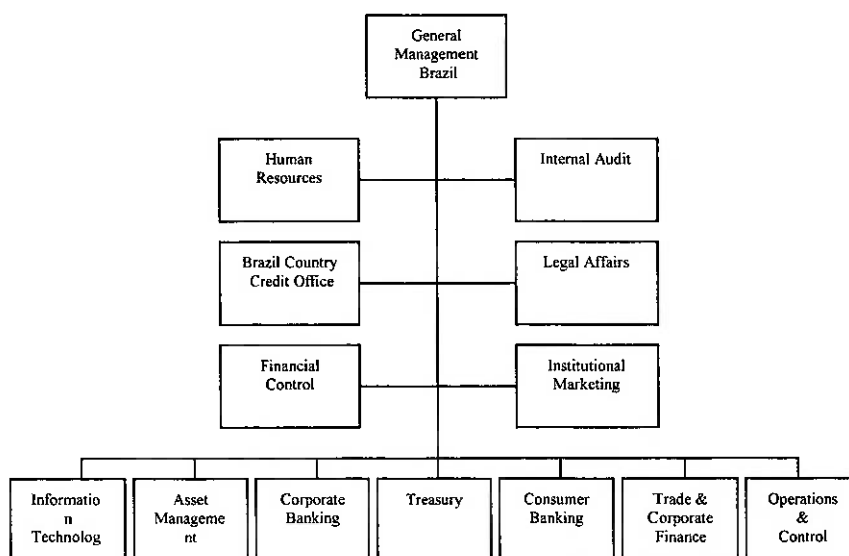 General
Management
Brazil
Human
Resources
Internal Audit
Brazil Country
Credit Office
Legal Affairs
Financial
Control
Institutional
Marketing
Informatio
n
Technolog
Asset
Manageme
nt
Corporate
Banking
Treasury
Consumer
Banking
Trade &
Corporate
Finance
Operations
&
Control